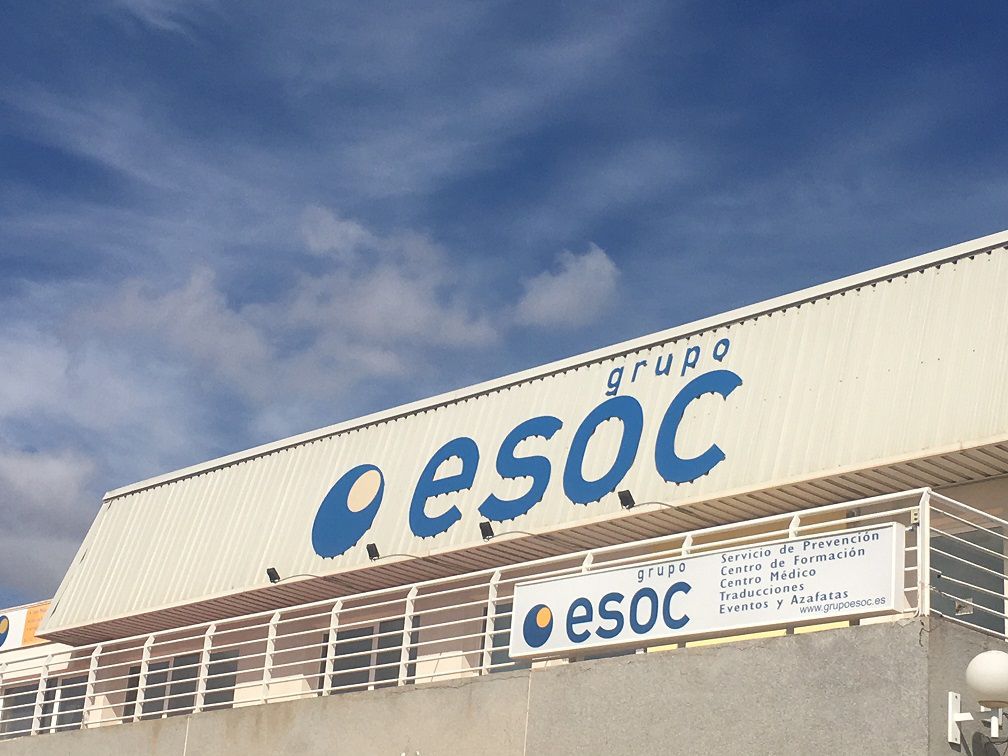 grupo
esoc
grupo
esoc
Servicio de Prevención
Centro de Formación
Centro Médico
Traducciones
Eventos y Azafatas
www.grupoesoc.es